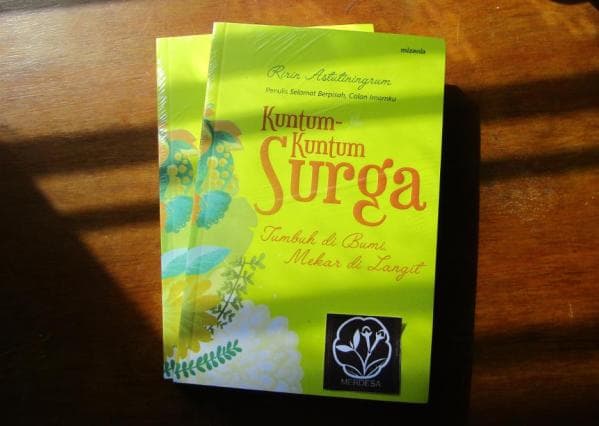 mizania
Ririn Astutiningrum
Penulis Selamat Berpisah, Calon Imamku
Kuntum-
Kuntum
Surga
Tumbuh di Bumi,
Mekar di Langit
MERDESA